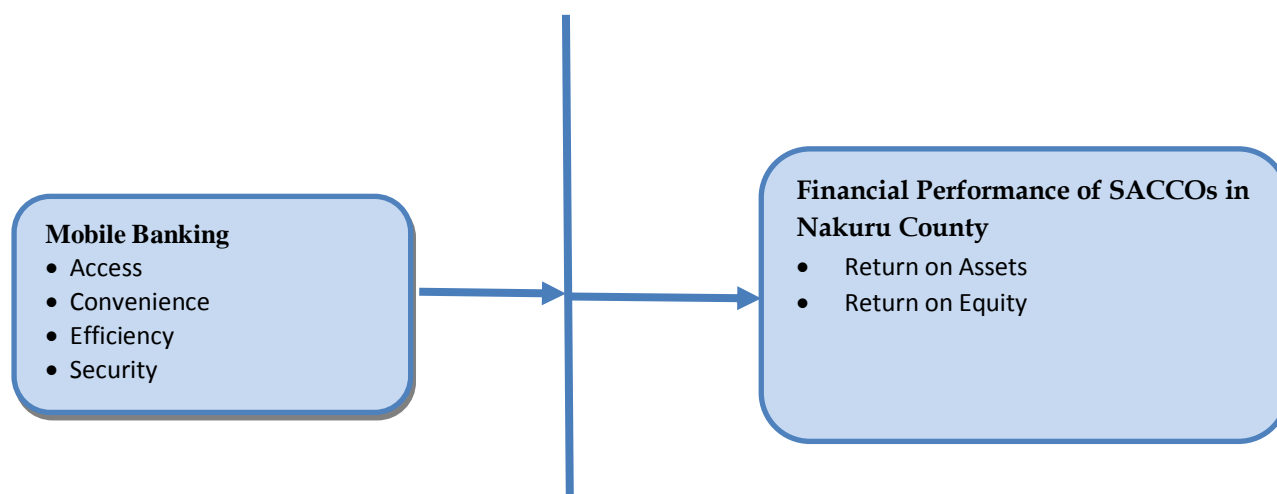 Mobile Banking
• Access
• Convenience
• Efficiency
• Security
Financial Performance of SACCOs in
Nakuru County
• Return on Assets
• Return on Equity